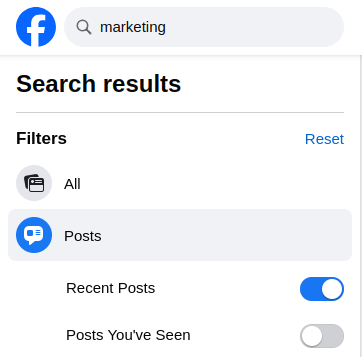 marketing
Search results
Filters
Reset
All
Posts
Recent Posts
Posts You've Seen